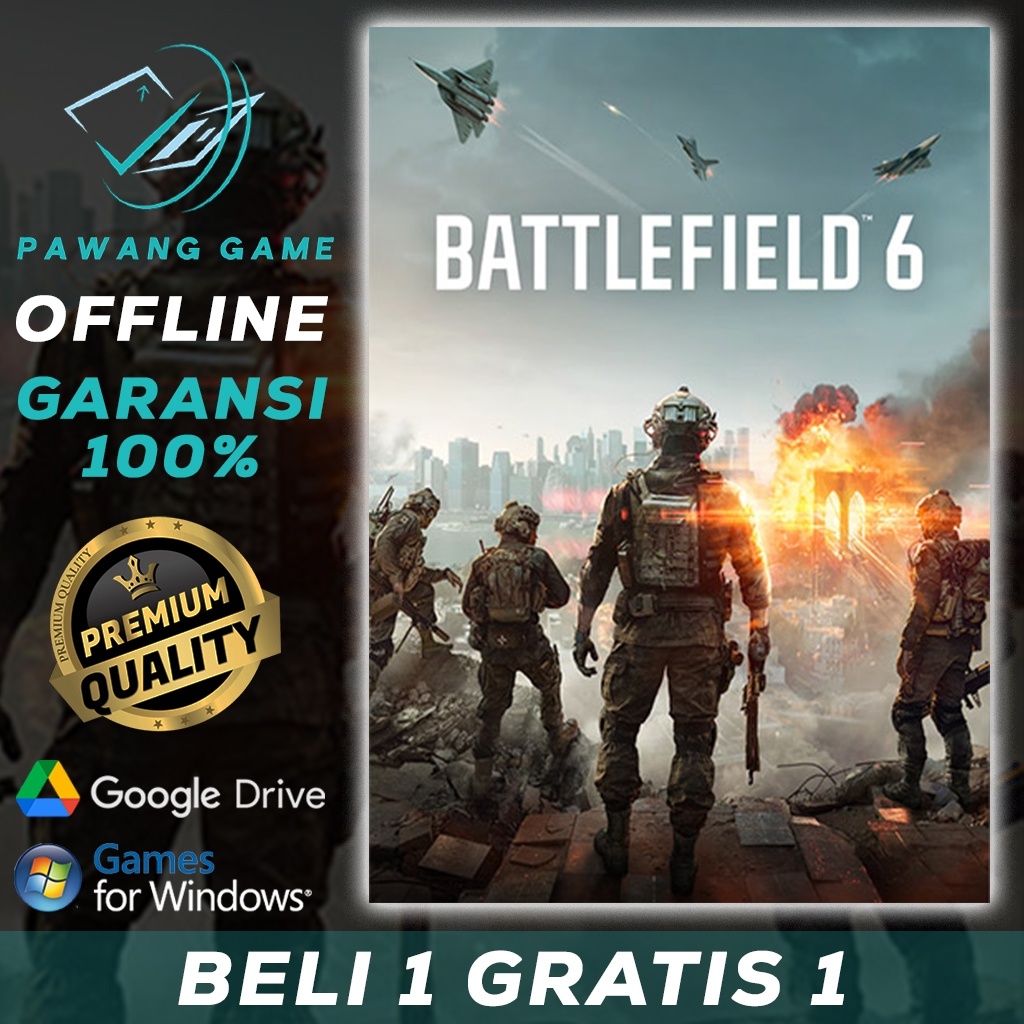 PAWANG GAME
OFFLINE
GARANSI
100%
PREMIUM QUALITY
PREMIUM
QUALITY
Google Drive
Games
for Windows®
BATTLEFIELD™ 6
BELI 1 GRATIS 1